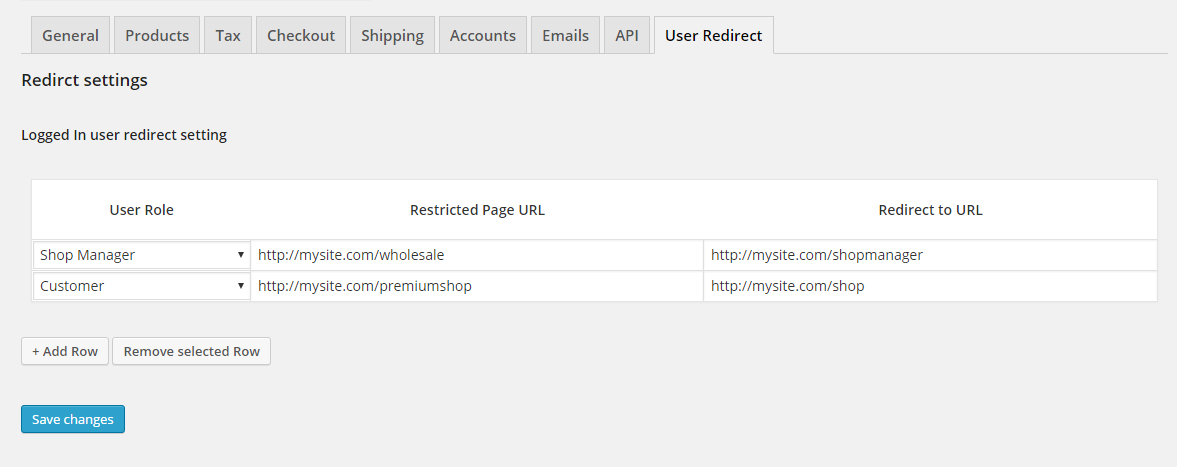 General Products Tax Checkout Shipping Accounts Emails API User Redirect
Redirct settings
Logged In user redirect setting
User Role Restricted Page URL Redirect to URL
Shop Manager http://mysite.com/wholesale http://mysite.com/shopmanager
Customer http://mysite.com/premiumshop http://mysite.com/shop
+ Add Row Remove selected Row
Save changes